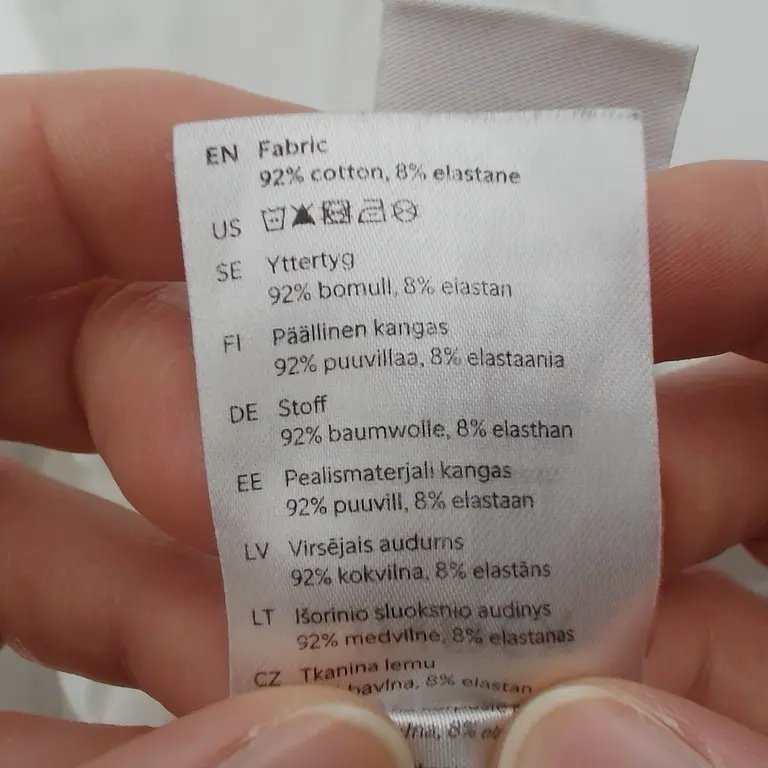 EN Fabric
92% cotton, 8% elastane
US
SE Yttertyg
92% bomull, 8% elastan
FI Päällinen kangas
92% puuvillaa, 8% elastaania
DE Stoff
92% baumwolle, 8% elasthan
EE Pealismaterjali kangas
92% puuvill, 8% elastaan
LV Virsējais audums
92% kokvilna, 8% elastāns
LT Išorinio sluoksnio audinys
92% medvilnė, 8% elastanas
CZ Tkanina lemu
bavlna, 8% elastan
8%